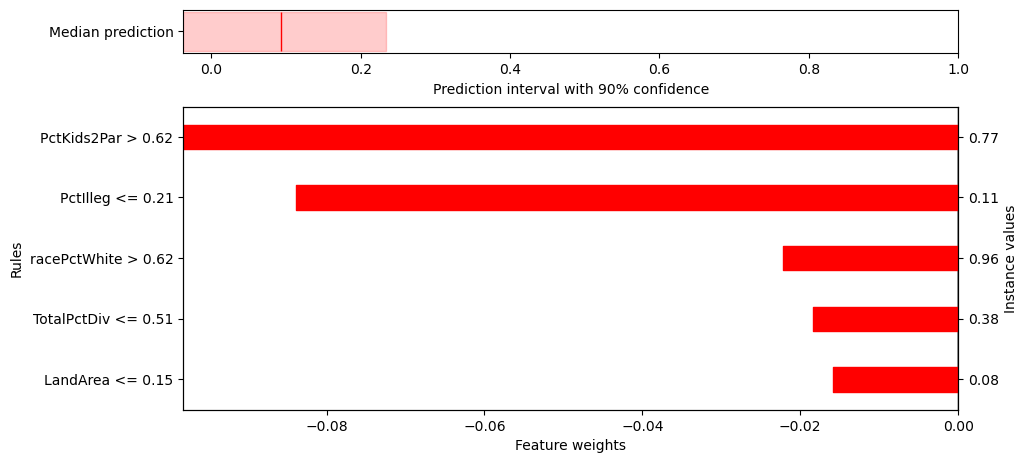 Median prediction
0.0 0.2 0.4 0.6 0.8 1.0
Prediction interval with 90% confidence
PctKids2Par > 0.62 0.77
PctIlleg <= 0.21 0.11
racePctWhite > 0.62 0.96
TotalPctDiv <= 0.51 0.38
LandArea <= 0.15 0.08
Rules
Instance values
−0.08 −0.06 −0.04 −0.02 0.00
Feature weights